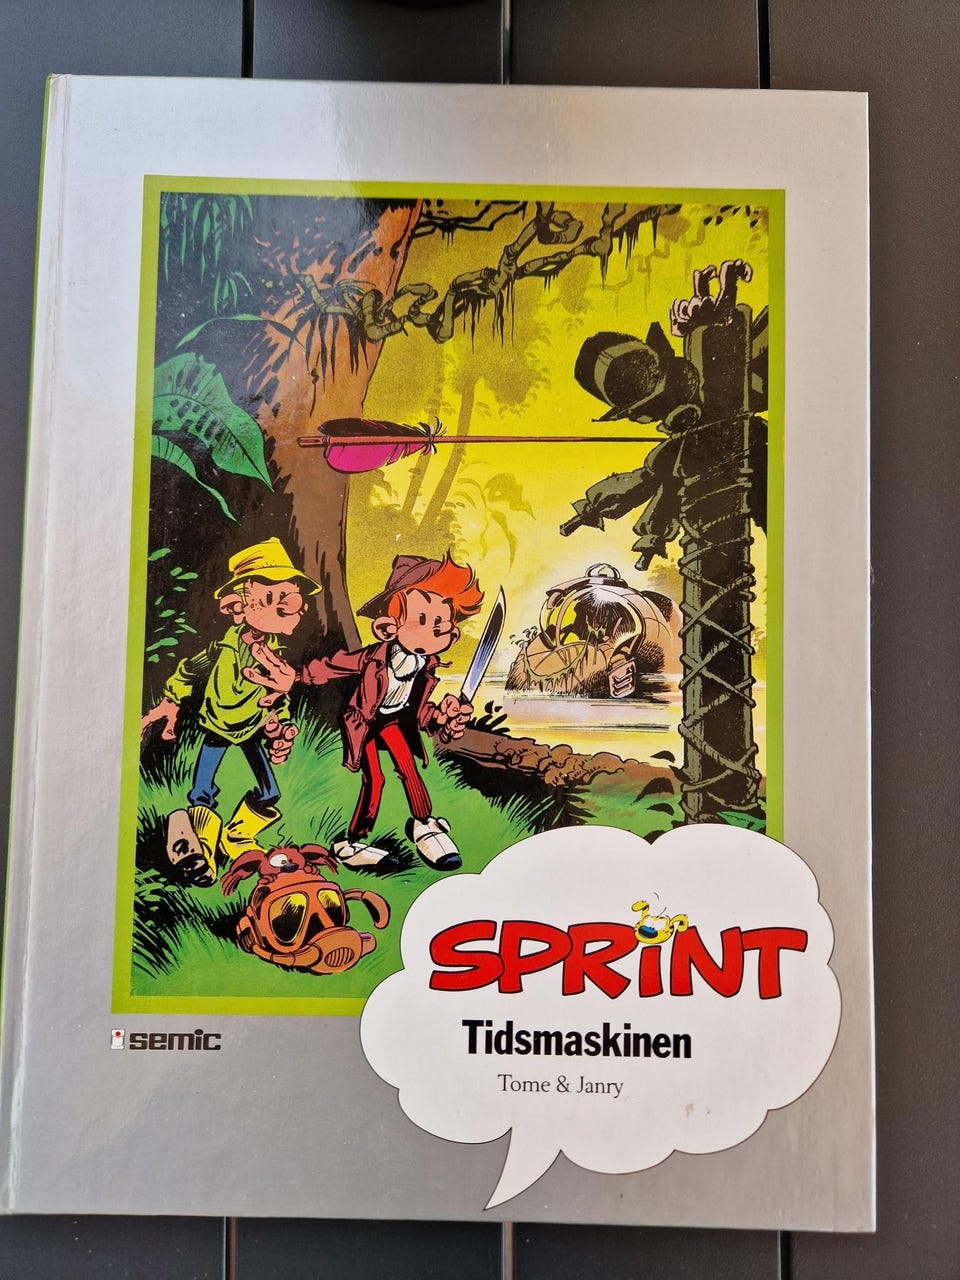 SPRiNT
Tidsmaskinen
Tome & Janry
semic